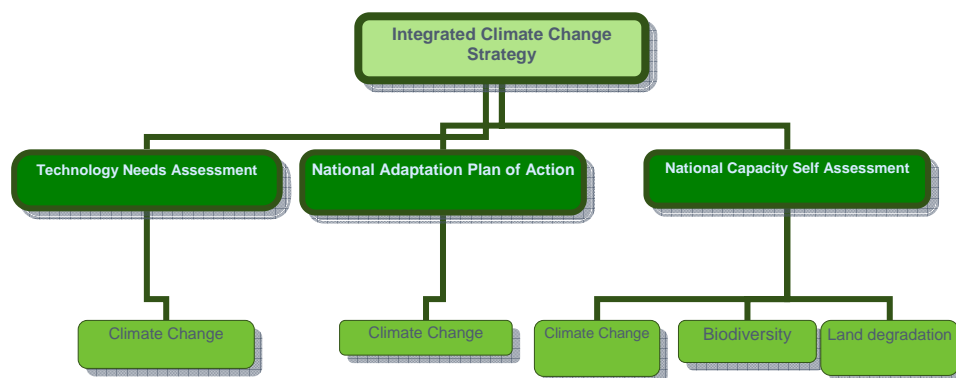 Integrated Climate Change
Strategy
Technology Needs Assessment
National Adaptation Plan of Action
National Capacity Self Assessment
Climate Change
Climate Change
Climate Change
Biodiversity
Land degradation